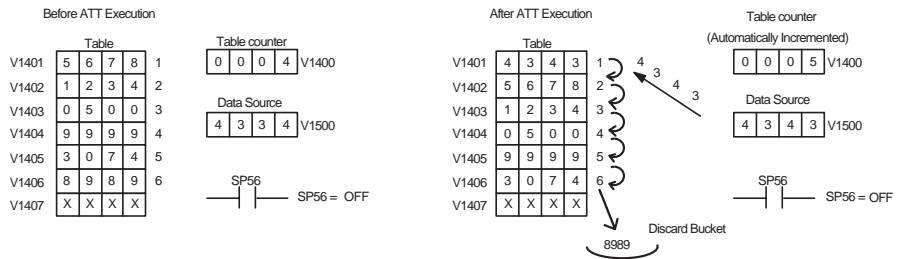 Before ATT Execution
Table
V1401 5 6 7 8 1
V1402 1 2 3 4 2
V1403 0 5 0 0 3
V1404 9 9 9 9 4
V1405 3 0 7 4 5
V1406 8 9 8 9 6
V1407 X X X X
Table counter
0 0 0 4 V1400
Data Source
4 3 3 4 V1500
SP56
SP56 = OFF
After ATT Execution
Table
V1401 4 3 4 3 1
V1402 5 6 7 8 2
V1403 1 2 3 4 3
V1404 0 5 0 0 4
V1405 9 9 9 9 5
V1406 3 0 7 4 6
V1407 X X X X
4 3 4 3
Discard Bucket
8989
Table counter
(Automatically Incremented)
0 0 0 5 V1400
Data Source
4 3 4 3 V1500
SP56
SP56 = OFF